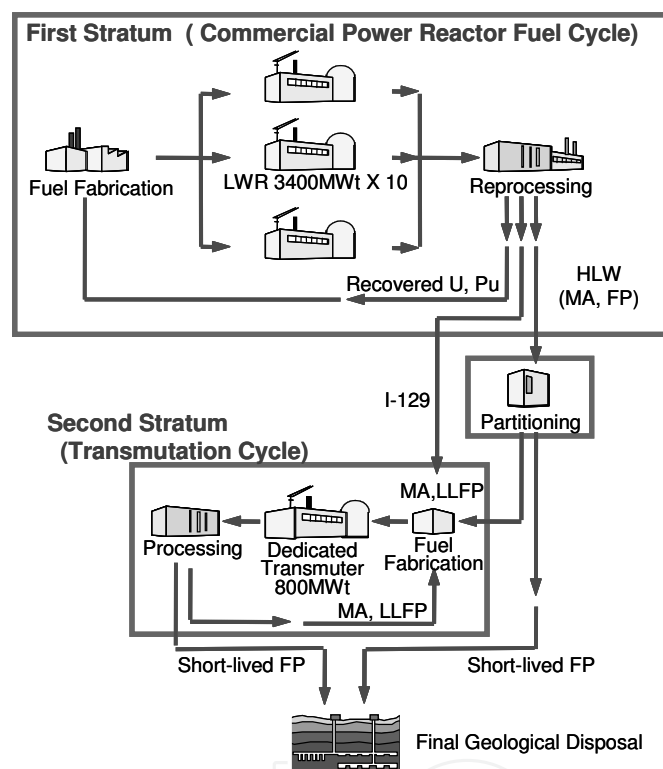 First Stratum ( Commercial Power Reactor Fuel Cycle)
Fuel Fabrication
LWR 3400MWt X 10
Reprocessing
Recovered U, Pu
HLW
(MA, FP)
I-129
Partitioning
Second Stratum
(Transmutation Cycle)
MA,LLFP
Processing
Dedicated
Transmuter
800MWt
Fuel
Fabrication
MA, LLFP
Short-lived FP
Short-lived FP
Final Geological Disposal